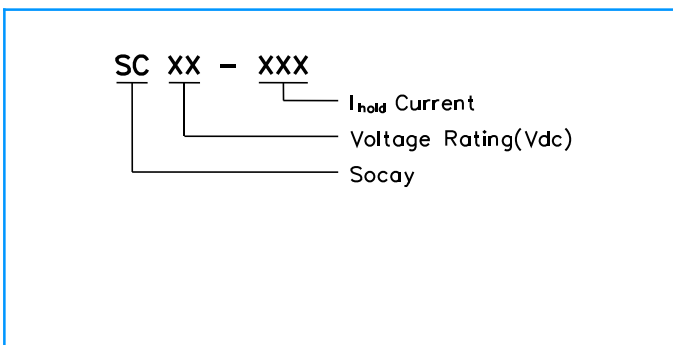 SC XX - XXX
Ihold Current
Voltage Rating(Vdc)
Socay